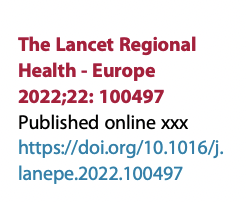 The Lancet Regional
Health - Europe
2022;22: 100497
Published online xxx
https://doi.org/10.1016/j.
lanepe.2022.100497